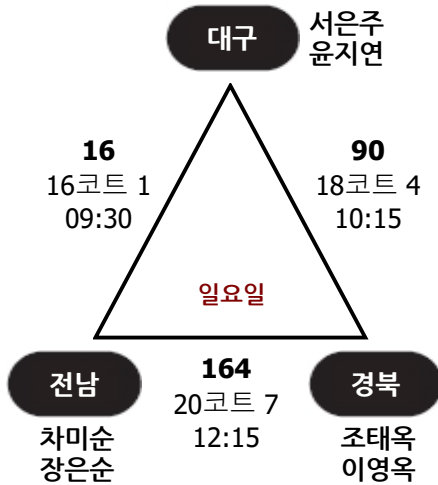 대구
서은주
윤지연
16
16코트 1
09:30
90
18코트 4
10:15
일요일
전남
차미순
장은순
164
20코트 7
12:15
경북
조태옥
이영옥